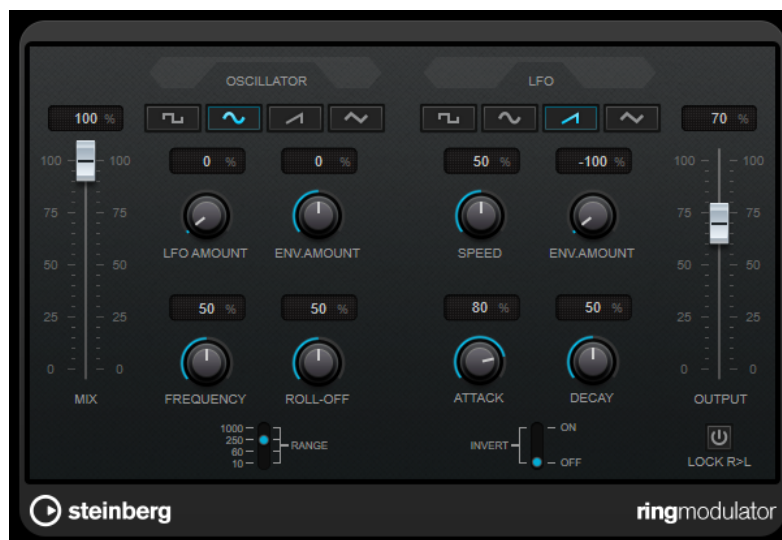 OSCILLATOR LFO
100 % 70 %
0 % 0 % 50 % -100 %
100 100 100 100
75 75 75 75
LFO AMOUNT ENV.AMOUNT SPEED ENV.AMOUNT
50 50 50 50
50 % 50 % 80 % 50 %
25 25 25 25
0 0 0 0
MIX FREQUENCY ROLL-OFF ATTACK DECAY OUTPUT
1000
250
60
10
RANGE
INVERT
ON
OFF
LOCK R>L
steinberg ringmodulator